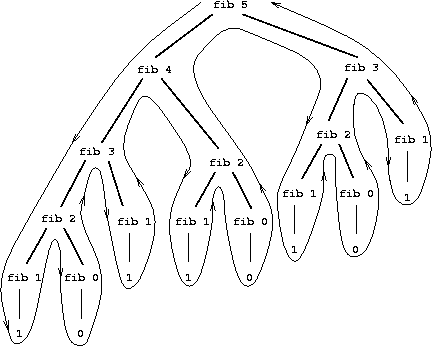 fib 5
fib 4 fib 3
fib 3 fib 2 fib 2 fib 1
fib 2 fib 1 fib 1 fib 0 fib 1 fib 0 1
fib 1 fib 0 1 1 0 1 0
1 0